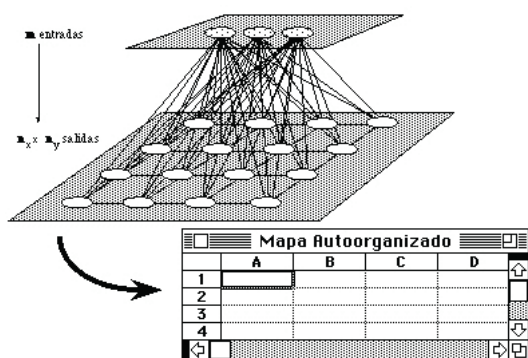 m entradas
nx x ny salidas
Mapa Autoorganizado
A B C D
1
2
3
4